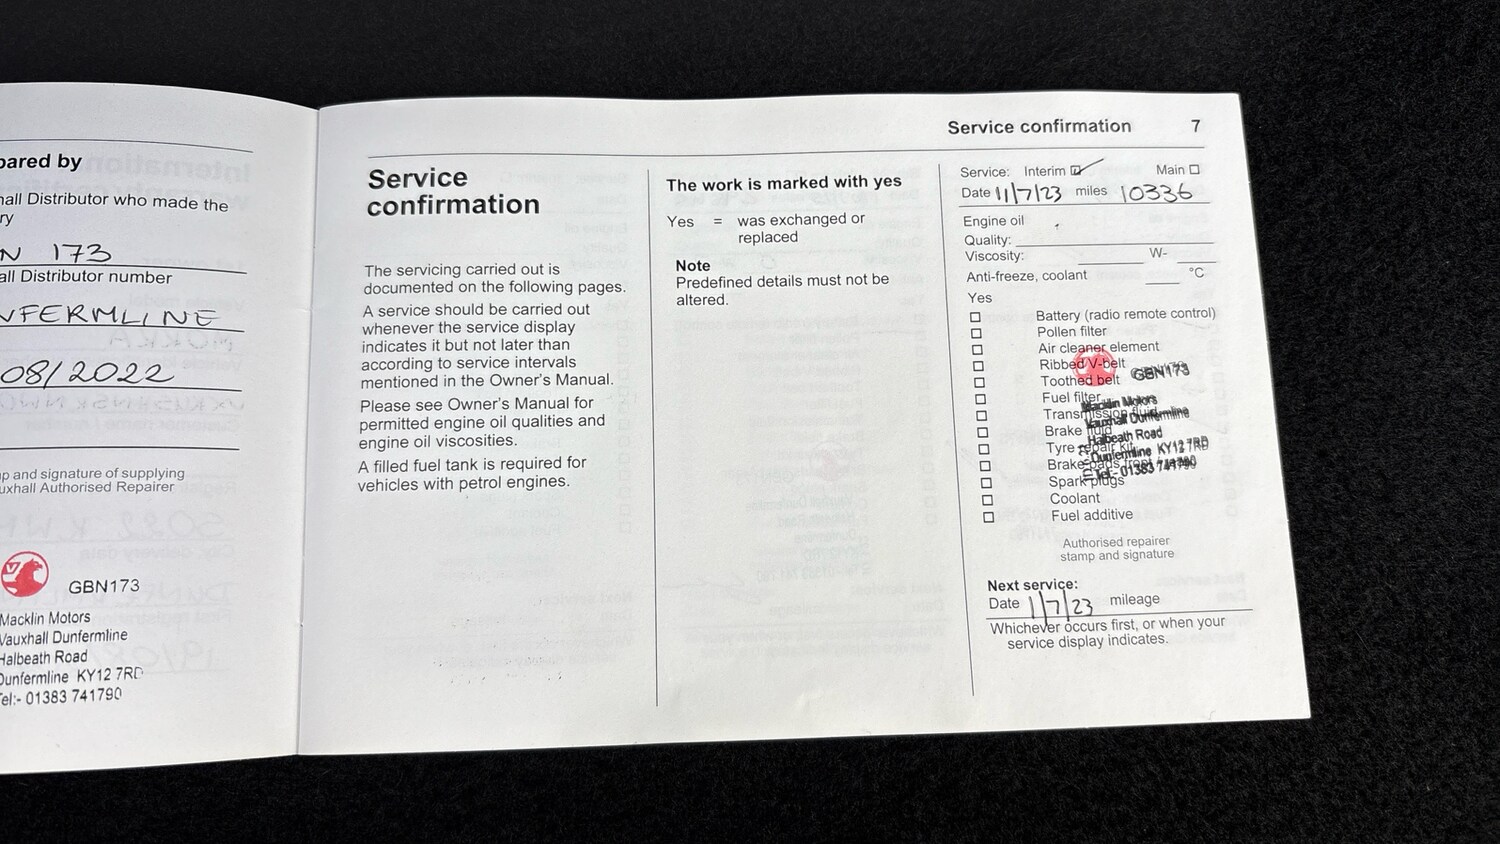 pared by
hall Distributor who made the
ry
N 173
all Distributor number
NFERMLINE
08/2022
p and signature of supplying
uxhall Authorised Repairer
GBN173
Macklin Motors
Vauxhall Dunfermline
Halbeath Road
Dunfermline KY12 7RD
Tel:- 01383 741790
Service confirmation 7
Service
confirmation
The servicing carried out is
documented on the following pages.
A service should be carried out
whenever the service display
indicates it but not later than
according to service intervals
mentioned in the Owner's Manual.
Please see Owner's Manual for
permitted engine oil qualities and
engine oil viscosities.
A filled fuel tank is required for
vehicles with petrol engines.
The work is marked with yes
Yes = was exchanged or
replaced
Note
Predefined details must not be
altered.
Service: Interim Main
Date 11/7/23 miles 10336
Engine oil
Quality:
Viscosity: W-
Anti-freeze, coolant °C
Yes
Battery (radio remote control)
Pollen filter
Air cleaner element
Ribbed V-belt
Toothed belt
Fuel filter
Transmission fluid
Brake fluid
Tyre repair kit
Brake pads front / rear
Spark plugs
Coolant
Fuel additive
GBN173
Macklin Motors
Vauxhall Dunfermline
Halbeath Road
Dunfermline KY12 7RD
Tel:- 01383 741790
Authorised repairer
stamp and signature
Next service:
Date 1/7/23 mileage
Whichever occurs first, or when your
service display indicates.